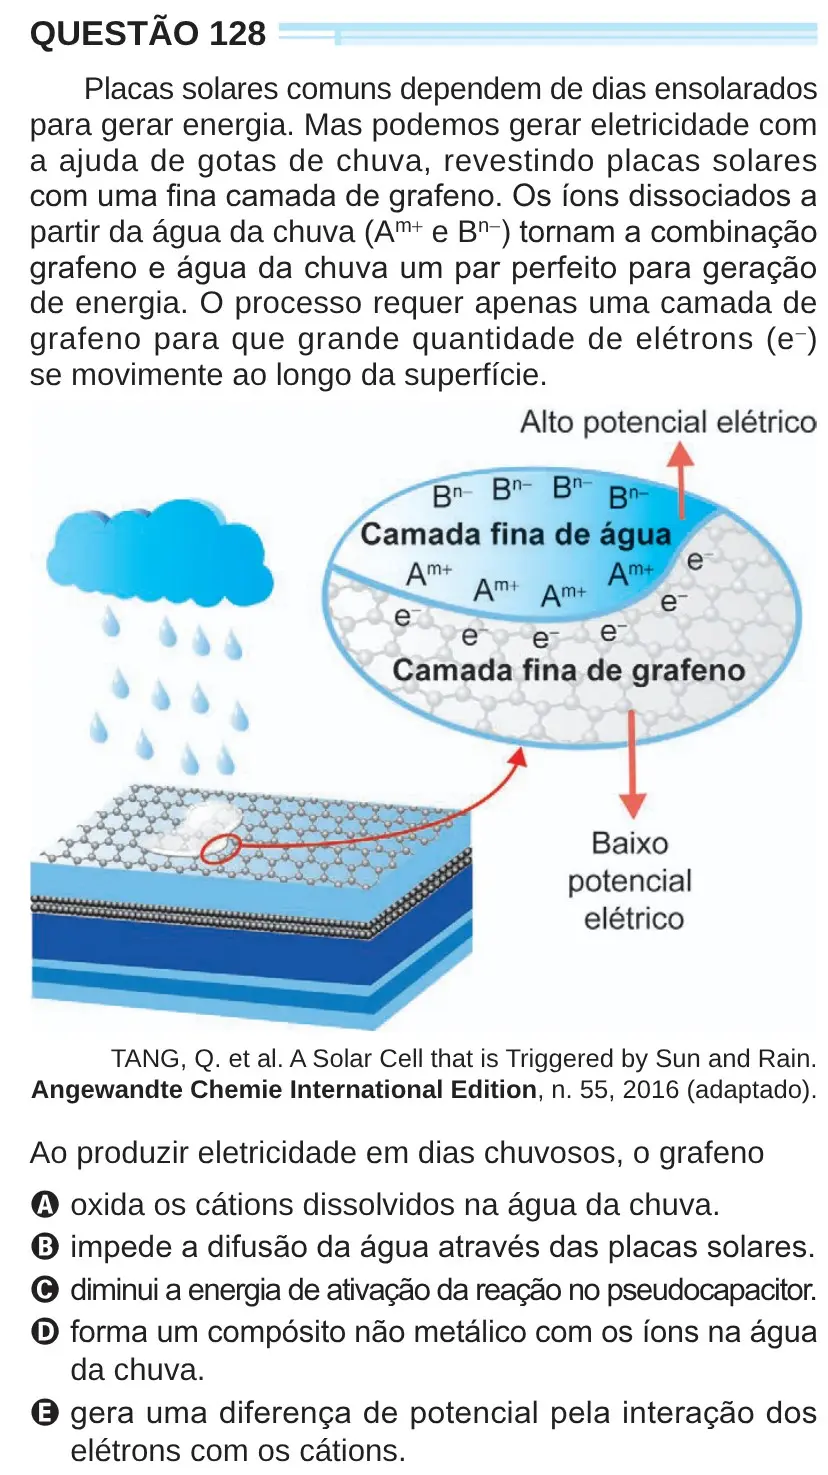 QUESTÃO 128
Placas solares comuns dependem de dias ensolarados
para gerar energia. Mas podemos gerar eletricidade com
a ajuda de gotas de chuva, revestindo placas solares
com uma fina camada de grafeno. Os íons dissociados a
partir da água da chuva (Aᵐ⁺ e Bⁿ⁻) tornam a combinação
grafeno e água da chuva um par perfeito para geração
de energia. O processo requer apenas uma camada de
grafeno para que grande quantidade de elétrons (e⁻)
se movimente ao longo da superfície.
Alto potencial elétrico
Bⁿ⁻ Bⁿ⁻ Bⁿ⁻ Bⁿ⁻
Camada fina de água
Aᵐ⁺ Aᵐ⁺ Aᵐ⁺ Aᵐ⁺
e⁻ e⁻ e⁻ e⁻ e⁻ e⁻
Camada fina de grafeno
Baixo
potencial
elétrico
TANG, Q. et al. A Solar Cell that is Triggered by Sun and Rain.
Angewandte Chemie International Edition, n. 55, 2016 (adaptado).
Ao produzir eletricidade em dias chuvosos, o grafeno
A oxida os cátions dissolvidos na água da chuva.
B impede a difusão da água através das placas solares.
C diminui a energia de ativação da reação no pseudocapacitor.
D forma um compósito não metálico com os íons na água
da chuva.
E gera uma diferença de potencial pela interação dos
elétrons com os cátions.